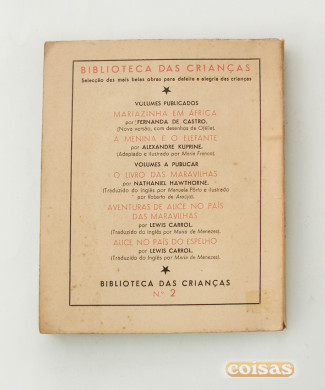 BIBLIOTECA DAS CRIANÇAS
Selecção das mais belas obras para deleite e alegria das crianças
VOLUMES PUBLICADOS
MARIAZINHA EM ÁFRICA
por FERNANDA DE CASTRO.
(Nova versão, com desenhos de Ofélia).
A MENINA E O ELEFANTE
por ALEXANDRE KUPRINE.
(Adaptado e ilustrado por Maria Franco).
VOLUMES A PUBLICAR
O LIVRO DAS MARAVILHAS
por NATHANIEL HAWTHORNE.
(Traduzido do inglês por Manuela Pôrto e ilustrado
por Roberto de Araújo).
AVENTURAS DE ALICE NO PAÍS
DAS MARAVILHAS
por LEWIS CARROL.
(Traduzido do inglês por Maria de Menezes).
ALICE NO PAÍS DO ESPELHO
por LEWIS CARROL.
(Traduzido do Inglês por Maria de Menezes).
BIBLIOTECA DAS CRIANÇAS
Nº 2
coisas